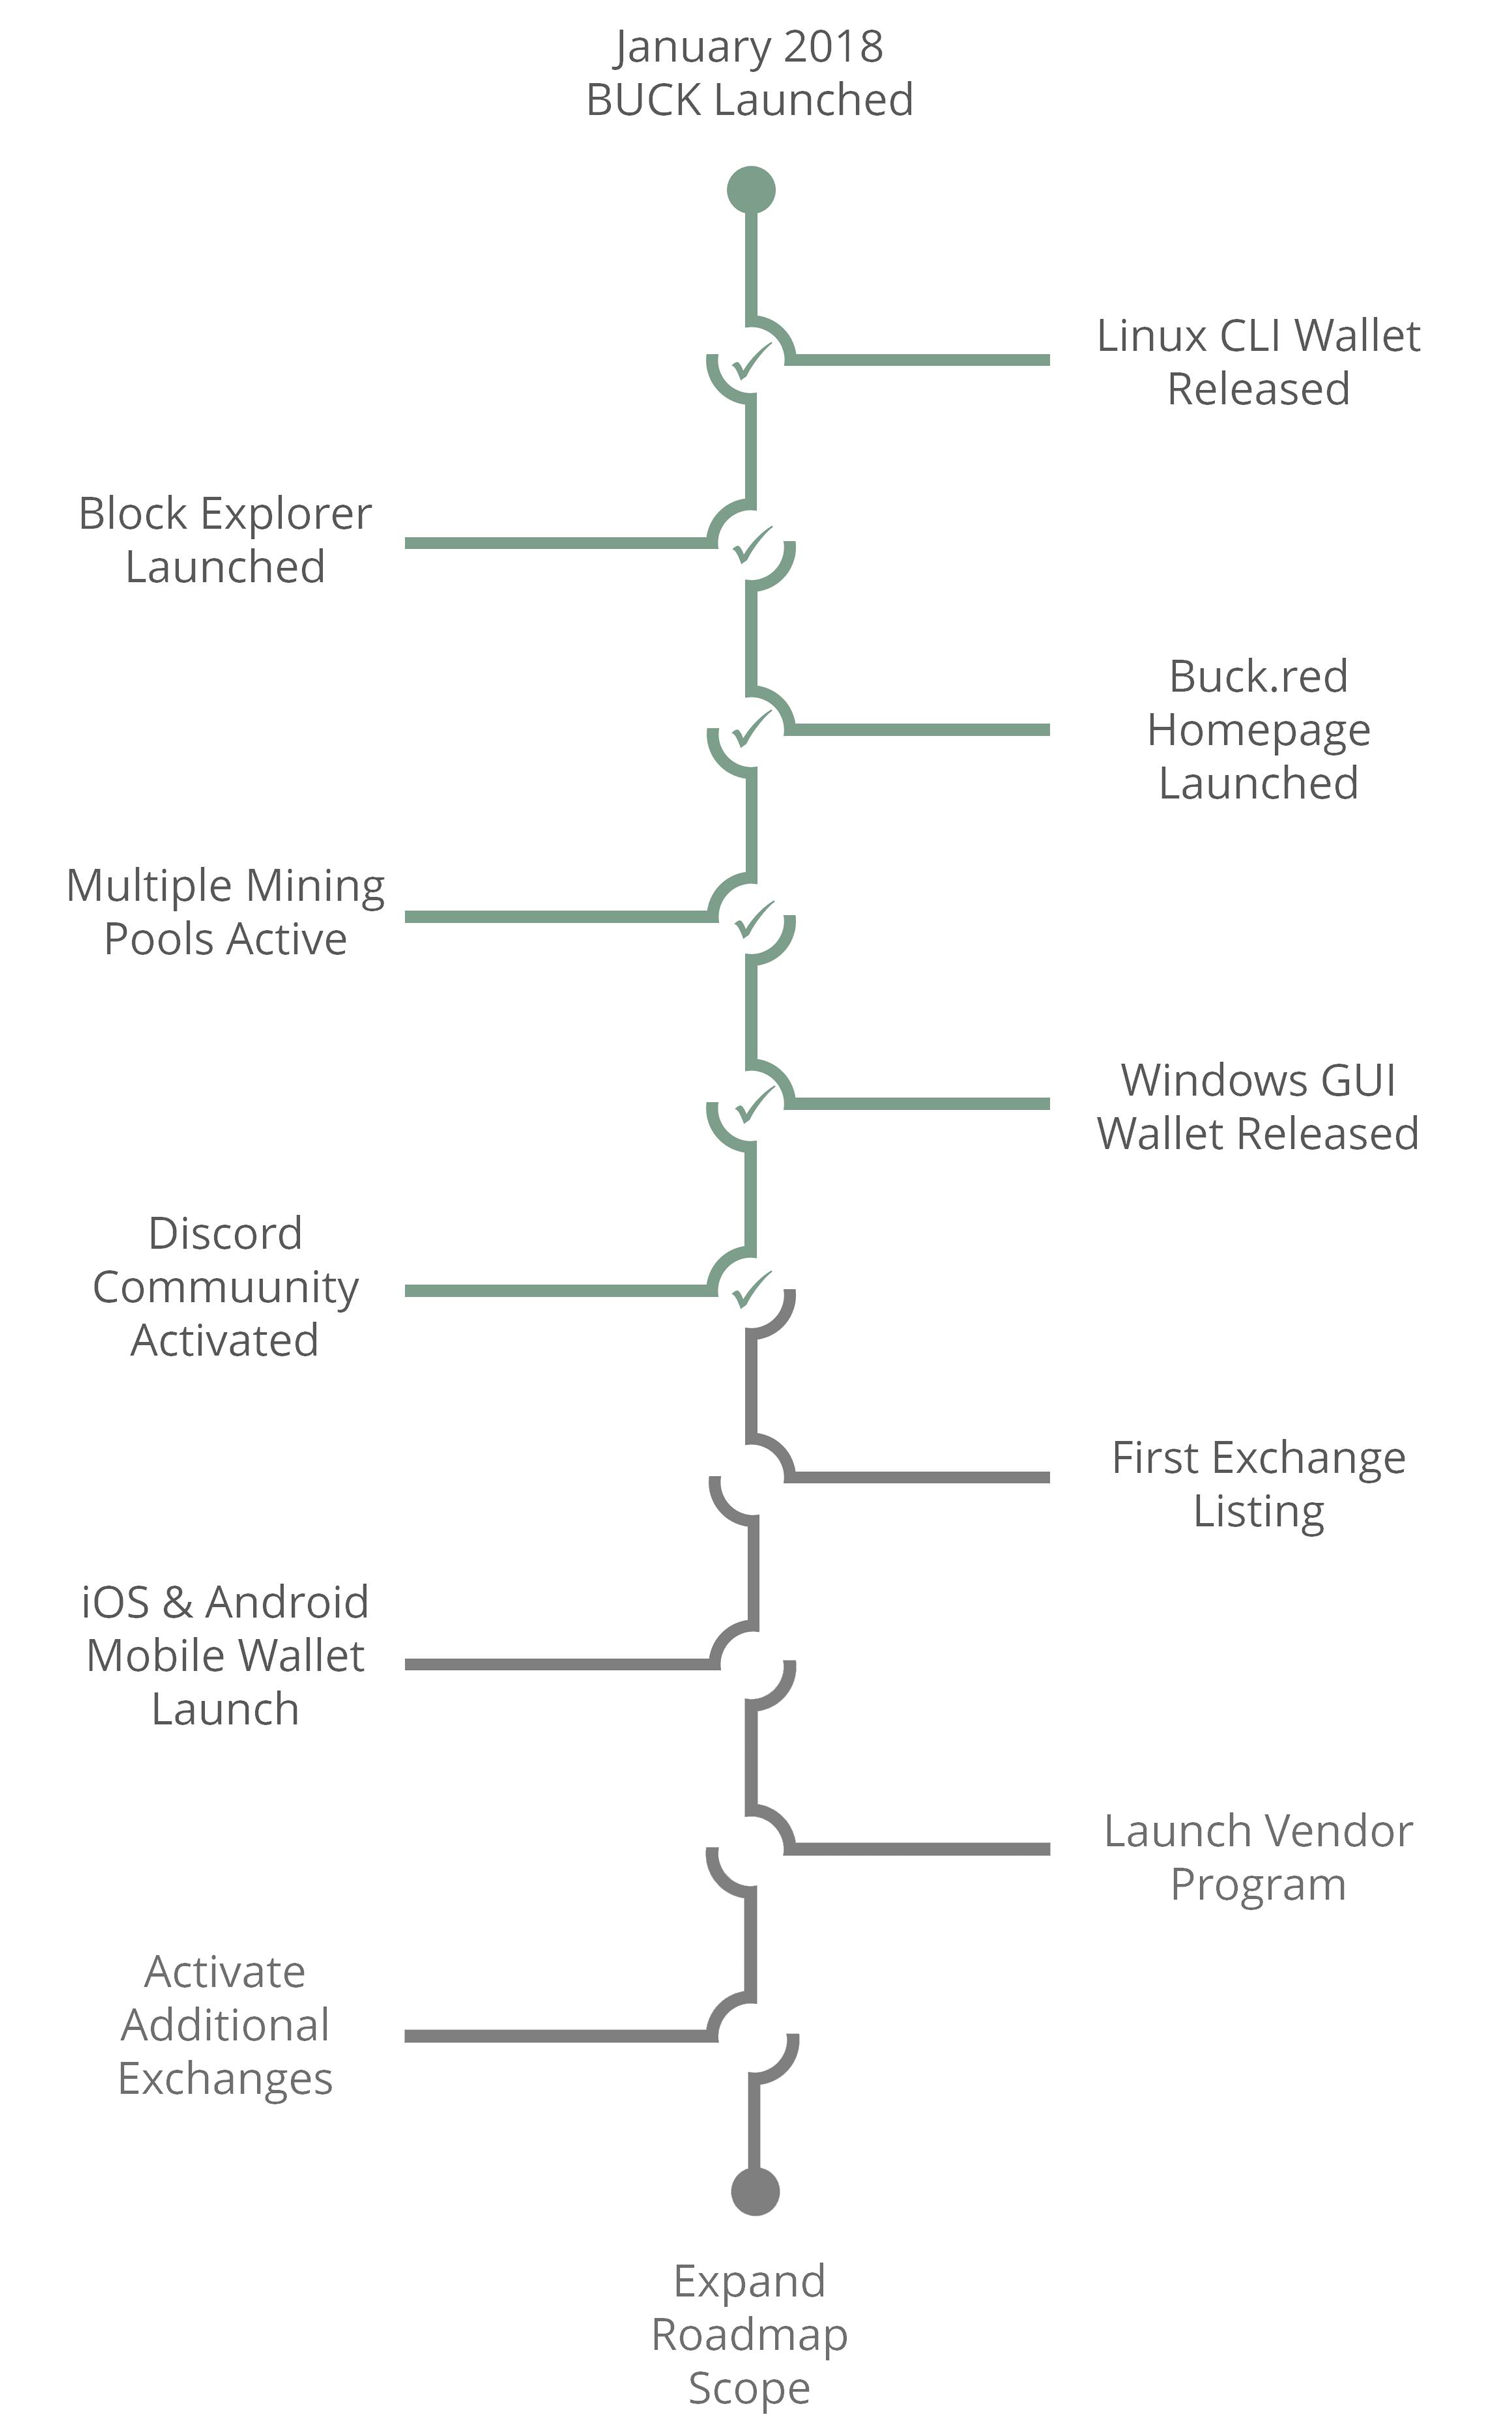 January 2018
BUCK Launched
Linux CLI Wallet
Released
Block Explorer
Launched
Buck.red
Homepage
Launched
Multiple Mining
Pools Active
Windows GUI
Wallet Released
Discord
Commuunity
Activated
First Exchange
Listing
iOS & Android
Mobile Wallet
Launch
Launch Vendor
Program
Activate
Additional
Exchanges
Expand
Roadmap
Scope